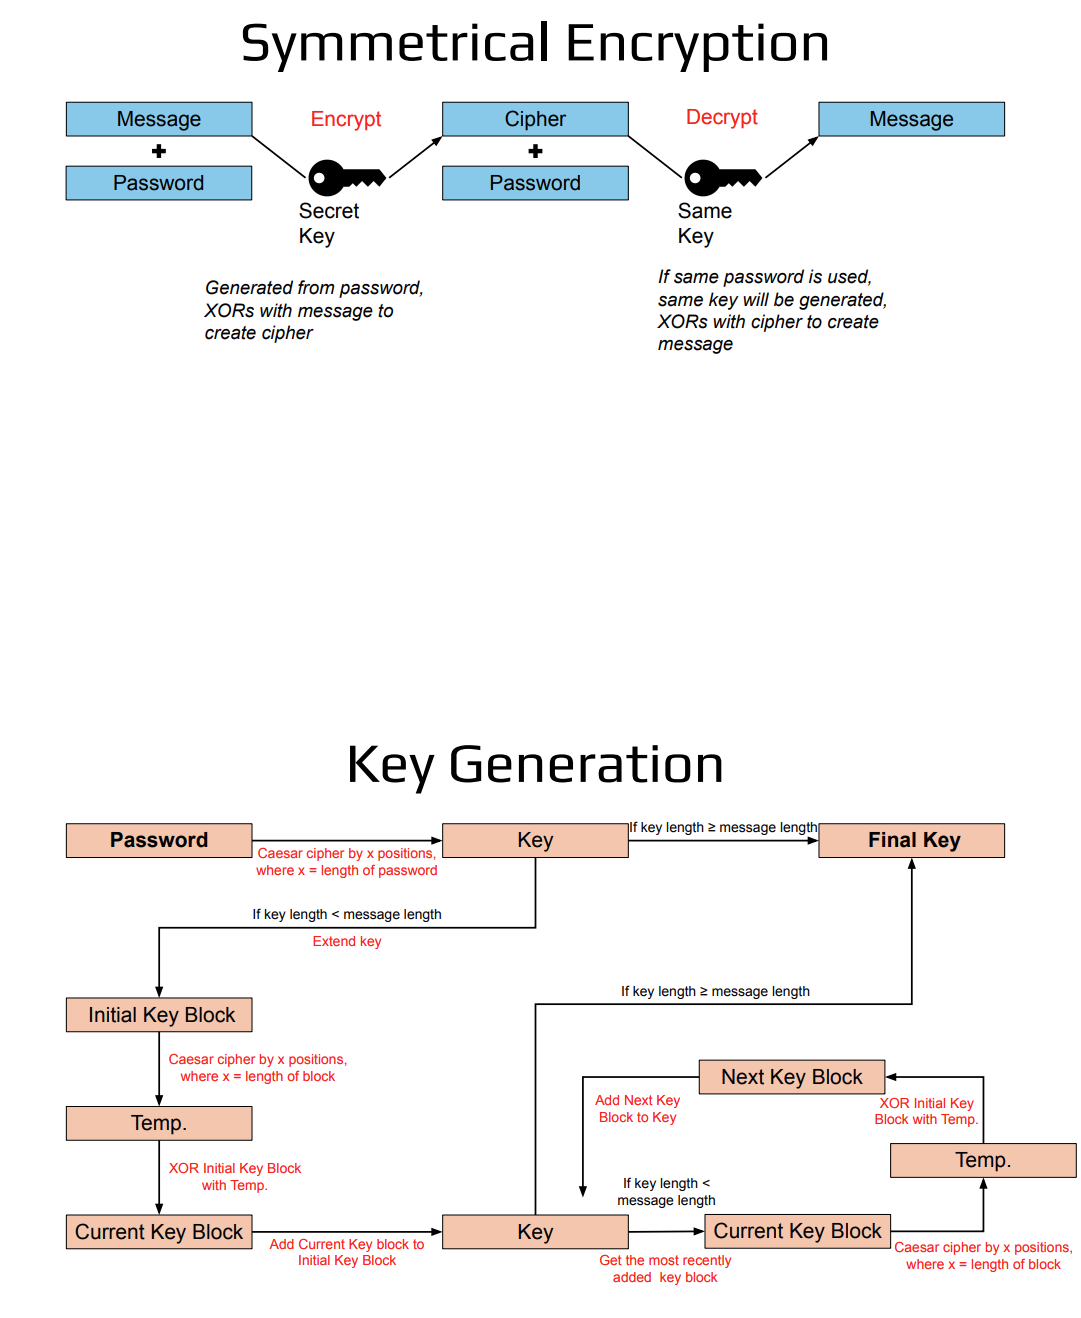 Symmetrical Encryption
Message
Encrypt
Cipher
Decrypt
Message
+
+
Password
Password
Secret
Key
Same
Key
Generated from password,
XORs with message to
create cipher
If same password is used,
same key will be generated,
XORs with cipher to create
message
Key Generation
Password
Key
If key length ≥ message length
Final Key
Caesar cipher by x positions,
where x = length of password
If key length < message length
Extend key
If key length ≥ message length
Initial Key Block
Caesar cipher by x positions,
where x = length of block
Next Key Block
Add Next Key
Block to Key
XOR Initial Key
Block with Temp.
Temp.
Temp.
XOR Initial Key Block
with Temp.
If key length <
message length
Current Key Block
Key
Current Key Block
Add Current Key block to
Initial Key Block
Get the most recently
added key block
Caesar cipher by x positions,
where x = length of block